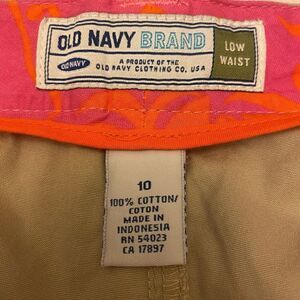 OLD NAVY BRAND
OLD NAVY
A PRODUCT OF THE
OLD NAVY CLOTHING CO. USA
LOW
WAIST
10
100% COTTON/
COTON
MADE IN
INDONESIA
RN 54023
CA 17897